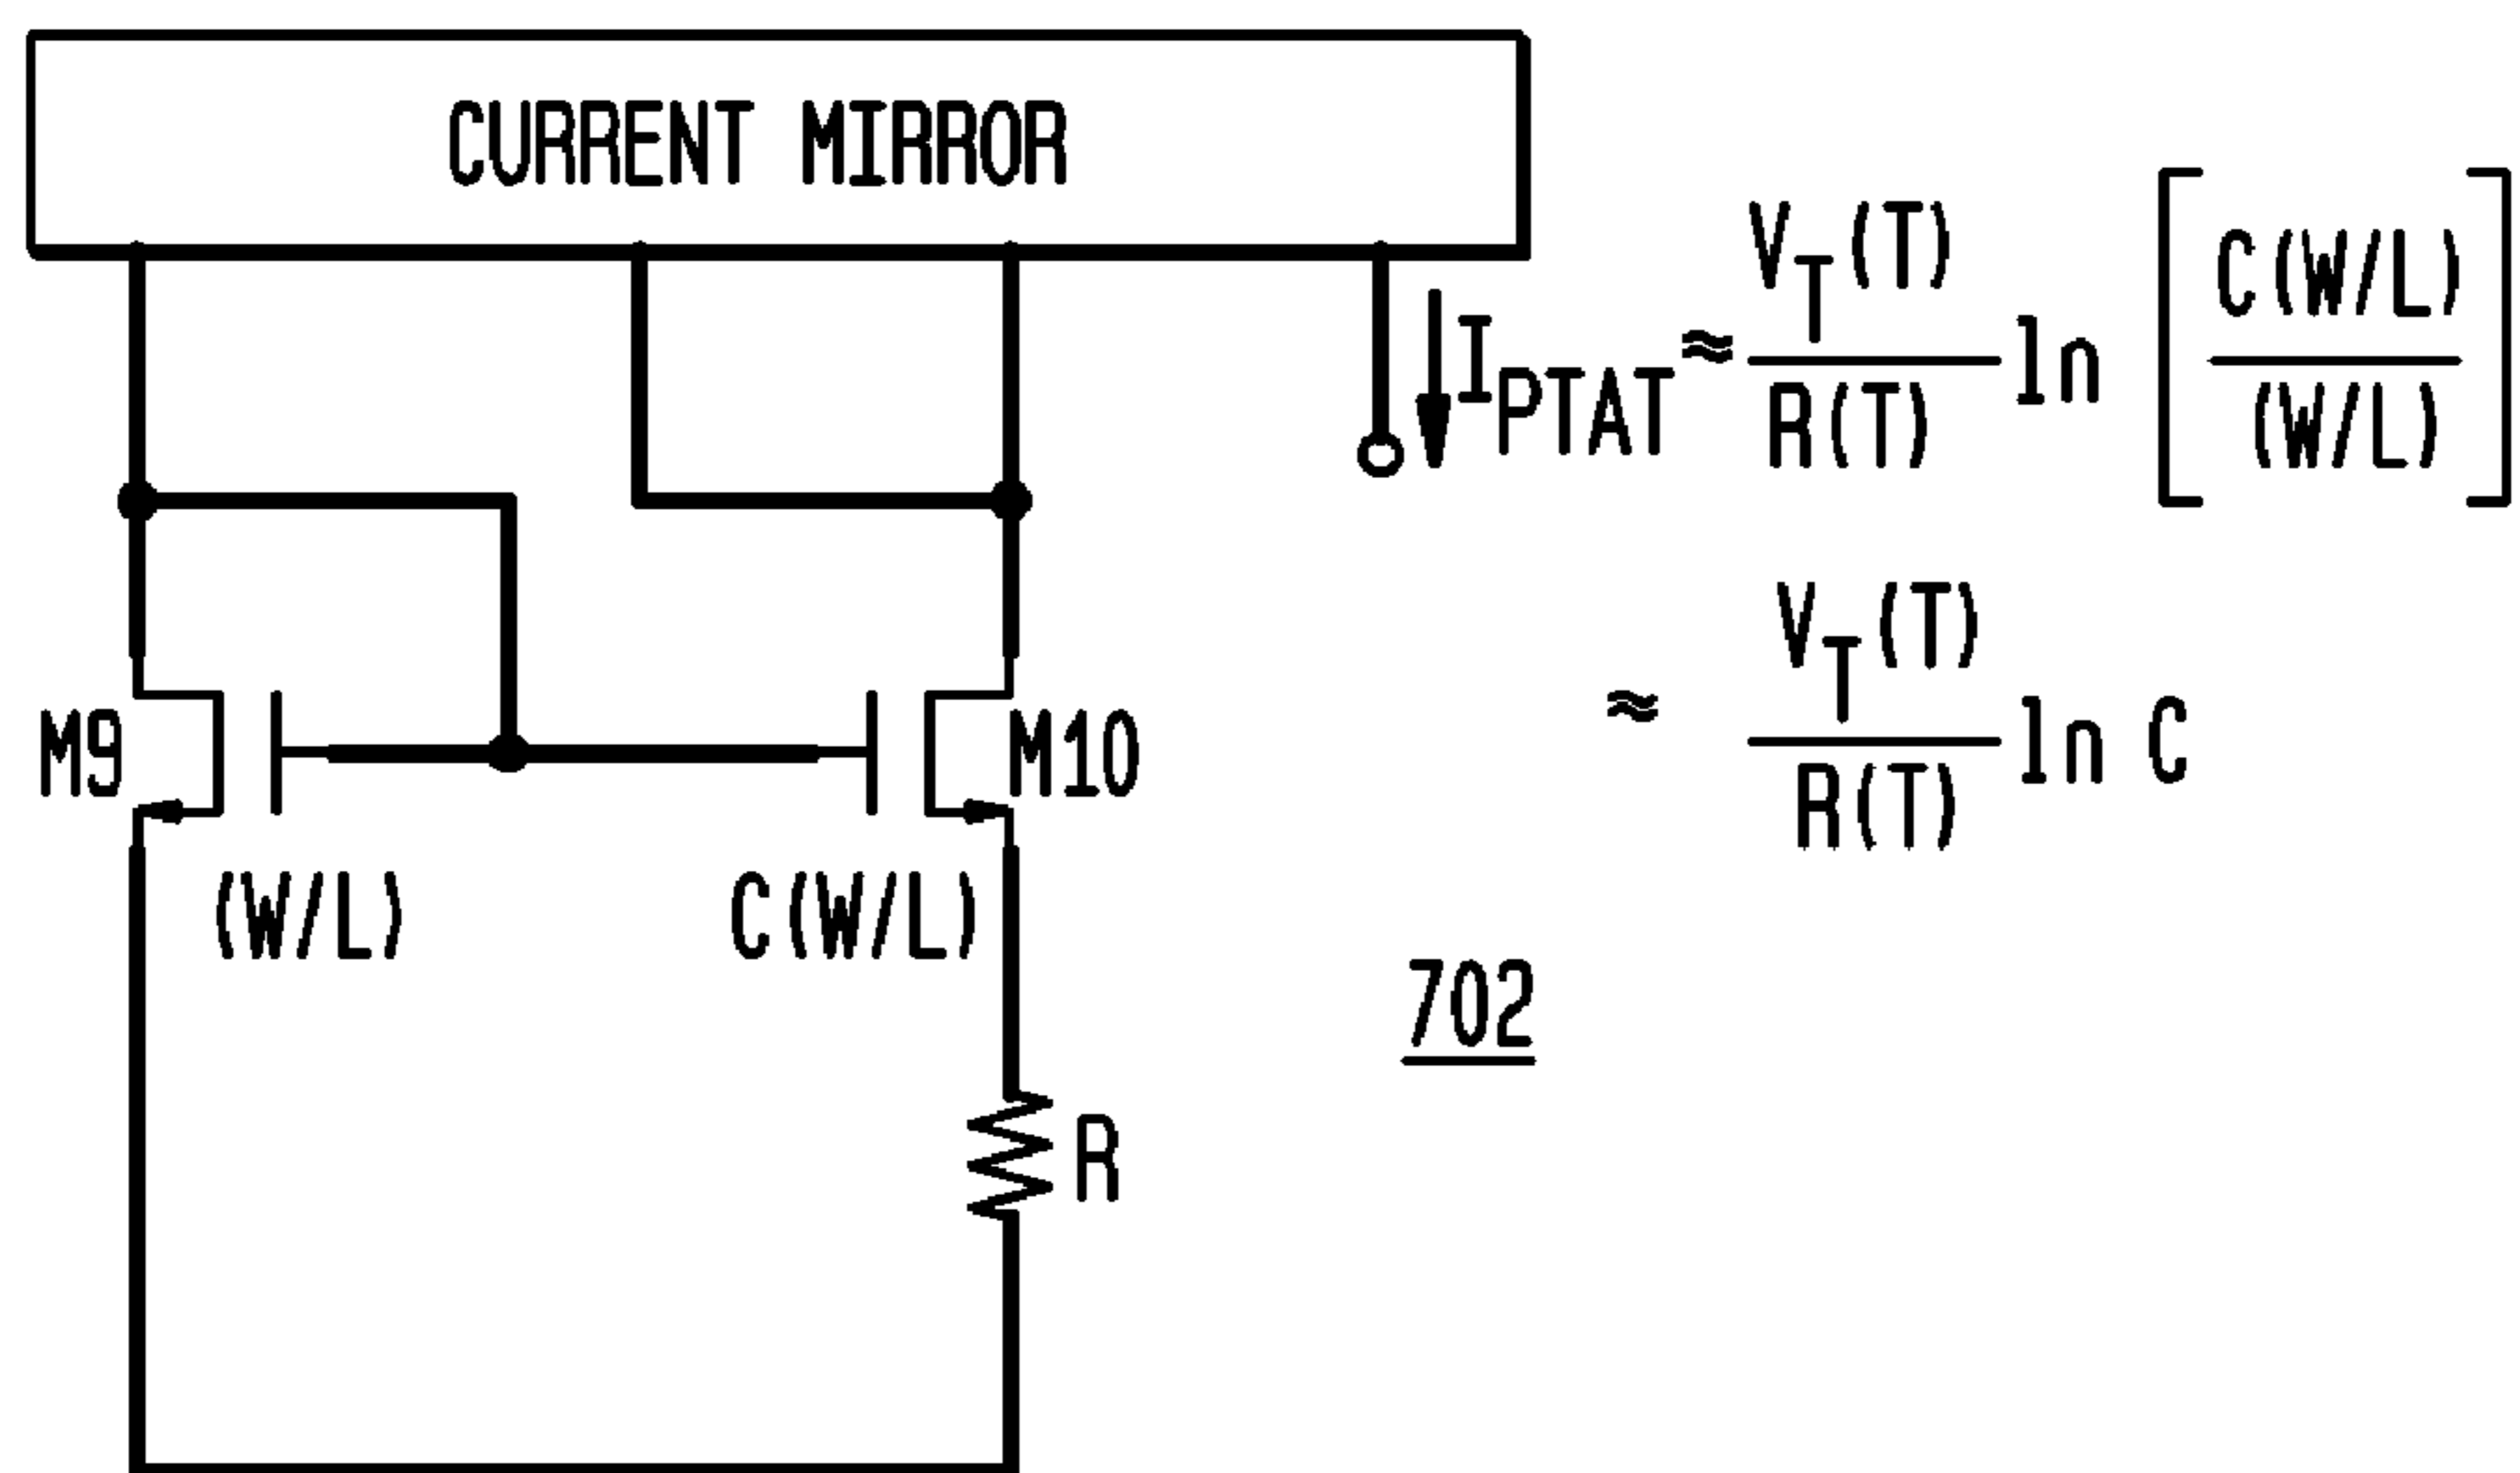 CURRENT MIRROR
I_PTAT ≈ V_T(T) / R(T) ln [ C(W/L) / (W/L) ]
≈ V_T(T) / R(T) ln C
M9
M10
(W/L)
C(W/L)
702
R